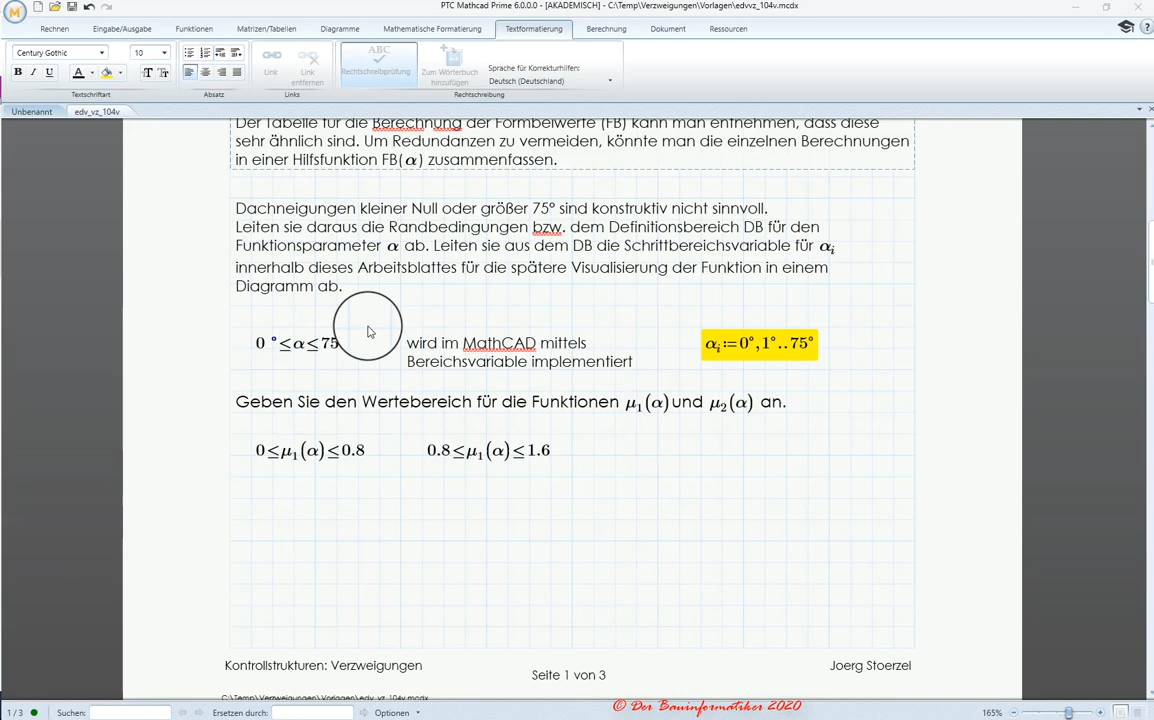 PTC Mathcad Prime 6.0.0.0 - [AKADEMISCH] - C:\Temp\Verzweigungen\Vorlagen\edvvz_104v.mcdx
Rechnen Eingabe/Ausgabe Funktionen Matrizen/Tabellen Diagramme Mathematische Formatierung Textformatierung Berechnung Dokument Ressourcen
Century Gothic 10
B I U A
Link
Link entfernen
ABC
Rechtschreibprüfung
Zum Wörterbuch hinzufügen
Sprache für Korrekturhilfen:
Deutsch (Deutschland)
Textschriftart Absatz Links Rechtschreibung
Unbenannt edv_vz_104v
Der Tabelle für die Berechnung der Formbeiwerte (FB) kann man entnehmen, dass diese
sehr ähnlich sind. Um Redundanzen zu vermeiden, könnte man die einzelnen Berechnungen
in einer Hilfsfunktion FB(α) zusammenfassen.
Dachneigungen kleiner Null oder größer 75° sind konstruktiv nicht sinnvoll.
Leiten sie daraus die Randbedingungen bzw. dem Definitionsbereich DB für den
Funktionsparameter α ab. Leiten sie aus dem DB die Schrittbereichsvariable für αi
innerhalb dieses Arbeitsblattes für die spätere Visualisierung der Funktion in einem
Diagramm ab.
0 °≤α≤75
wird im MathCAD mittels
Bereichsvariable implementiert
αi:=0°,1°..75°
Geben Sie den Wertebereich für die Funktionen μ1(α)und μ2(α) an.
0≤μ1(α)≤0.8 0.8≤μ1(α)≤1.6
Kontrollstrukturen: Verzweigungen
Seite 1 von 3
Joerg Stoerzel
C:\Temp\Verzweigungen\Vorlagen\edv_vz_104v.mcdx
© Der Bauinformatiker 2020
1 / 3 Suchen: Ersetzen durch: Optionen 165%